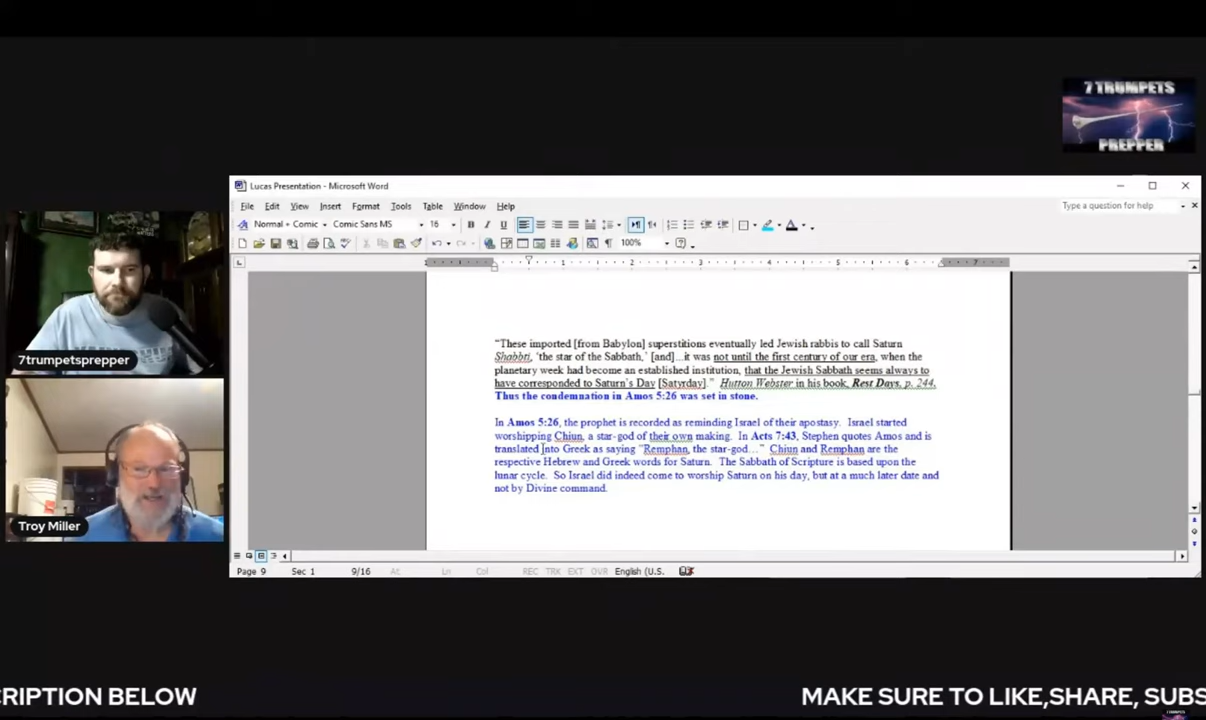 7 TRUMPETS
PREPPER
Lucas Presentation - Microsoft Word
File Edit View Insert Format Tools Table Window Help
Type a question for help
Normal + Comic Comic Sans MS 16 B I U
100%
1 1 2 3 4 5 6 7
“These imported [from Babylon] superstitions eventually led Jewish rabbis to call Saturn
Shabbti, ‘the star of the Sabbath,’ [and]…it was not until the first century of our era, when the
planetary week had become an established institution, that the Jewish Sabbath seems always to
have corresponded to Saturn’s Day [Satyrday].” Hutton Webster in his book, Rest Days, p. 244.
Thus the condemnation in Amos 5:26 was set in stone.
In Amos 5:26, the prophet is recorded as reminding Israel of their apostasy. Israel started
worshipping Chiun, a star-god of their own making. In Acts 7:43, Stephen quotes Amos and is
translated into Greek as saying “Remphan, the star-god…” Chiun and Remphan are the
respective Hebrew and Greek words for Saturn. The Sabbath of Scripture is based upon the
lunar cycle. So Israel did indeed come to worship Saturn on his day, but at a much later date and
not by Divine command.
7trumpetsprepper
Troy Miller
Page 9 Sec 1 9/16 At Ln Col REC TRK EXT OVR English (U.S.
CRIPTION BELOW
MAKE SURE TO LIKE,SHARE, SUBS